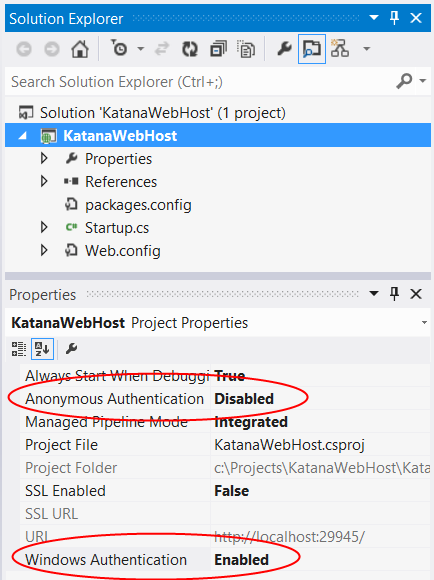 Solution Explorer
Search Solution Explorer (Ctrl+;)
Solution 'KatanaWebHost' (1 project)
KatanaWebHost
Properties
References
packages.config
C# Startup.cs
Web.config
Properties
KatanaWebHost Project Properties
Always Start When Debuggi True
Anonymous Authentication Disabled
Managed Pipeline Mode Integrated
Project File KatanaWebHost.csproj
Project Folder c:\Projects\KatanaWebHost\Kata
SSL Enabled False
SSL URL
URL http://localhost:29945/
Windows Authentication Enabled